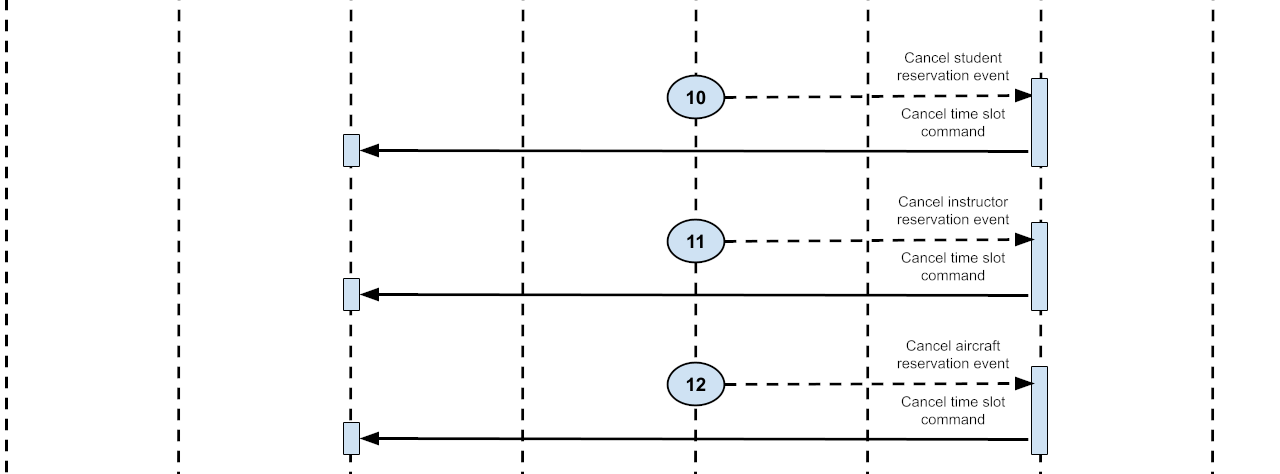 Cancel student
reservation event
10
Cancel time slot
command
Cancel instructor
reservation event
11
Cancel time slot
command
Cancel aircraft
reservation event
12
Cancel time slot
command